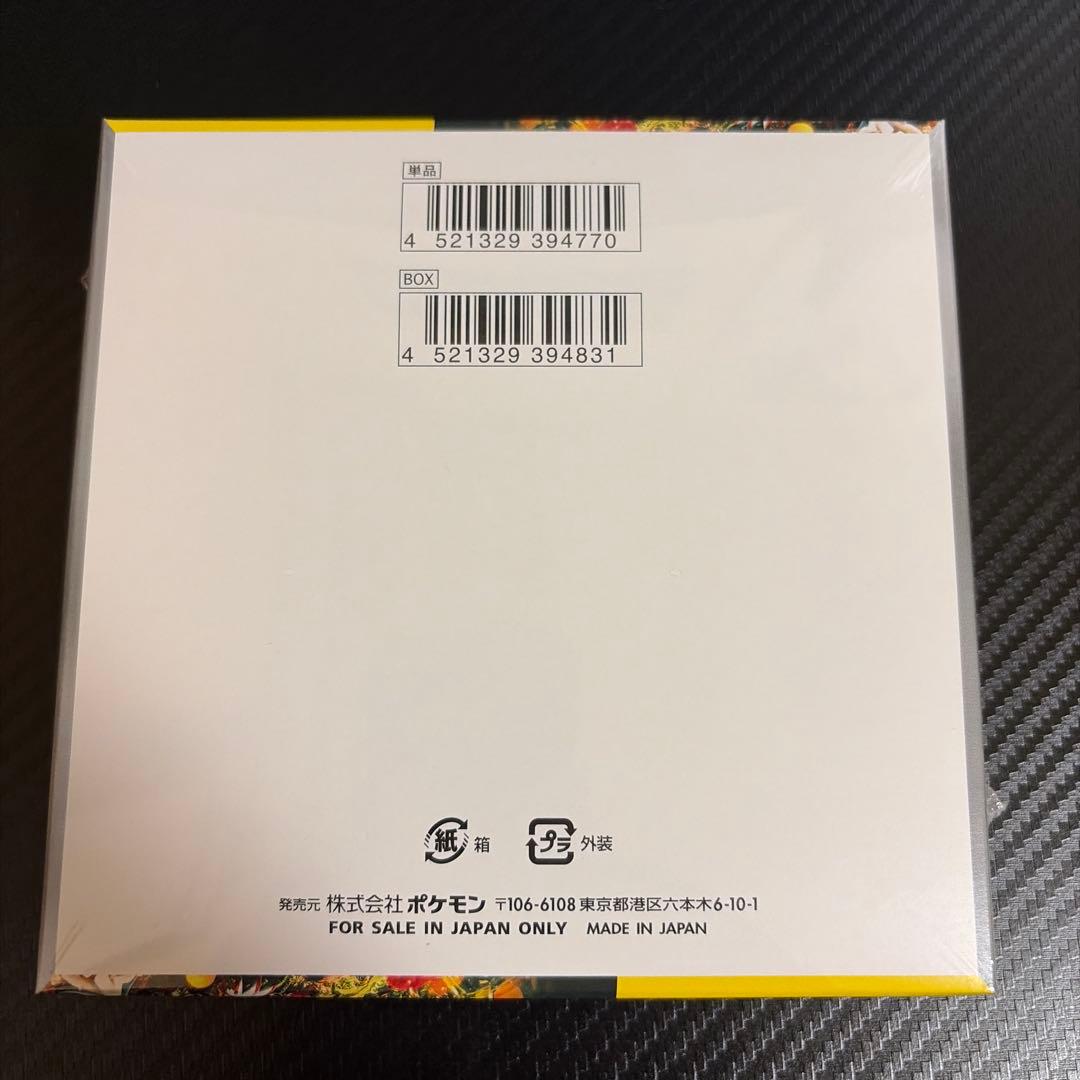 単品
4 521329 394770
BOX
4 521329 394831
紙 箱 プラ 外装
発売元 株式会社ポケモン 〒106-6108 東京都港区六本木6-10-1
FOR SALE IN JAPAN ONLY MADE IN JAPAN